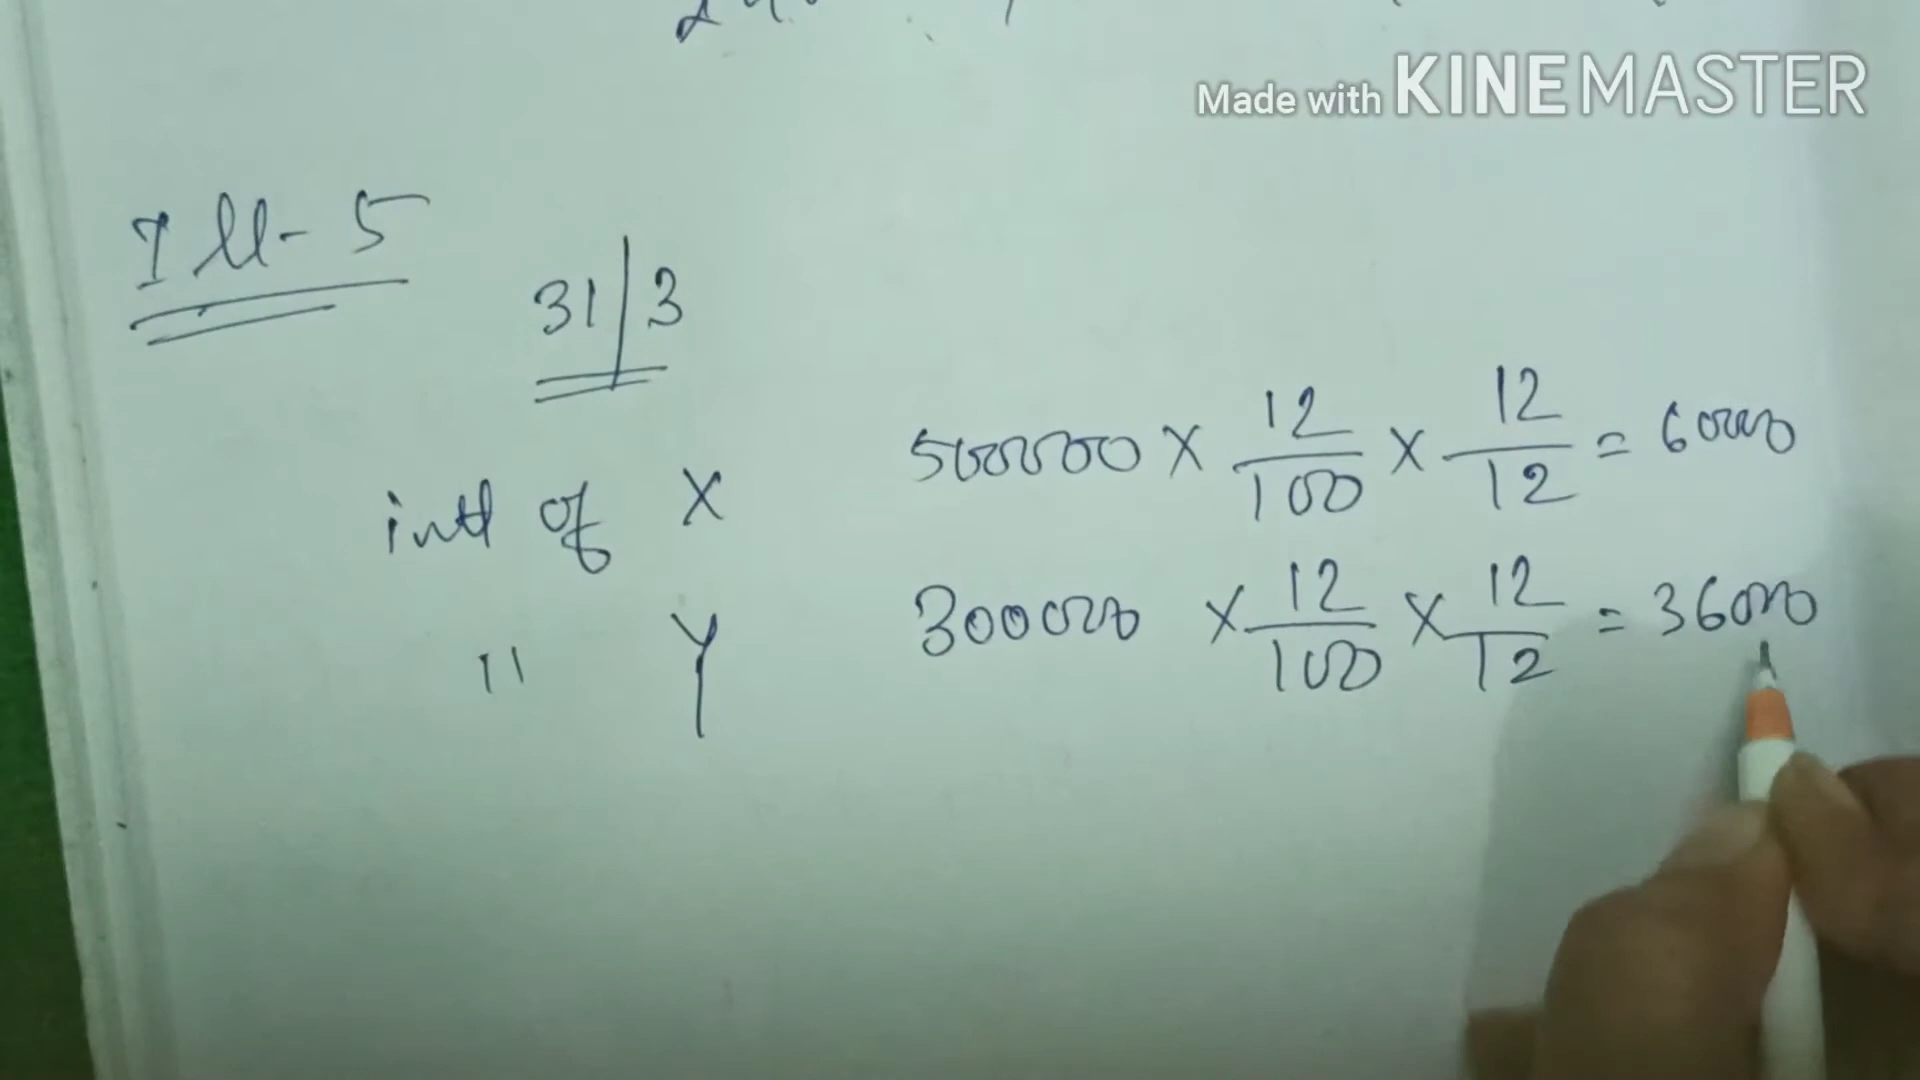 Made with KINEMASTER
Ill - 5
31/3
intt of X 500000 × 12/100 × 12/12 = 60000
" Y 300000 × 12/100 × 12/12 = 36000